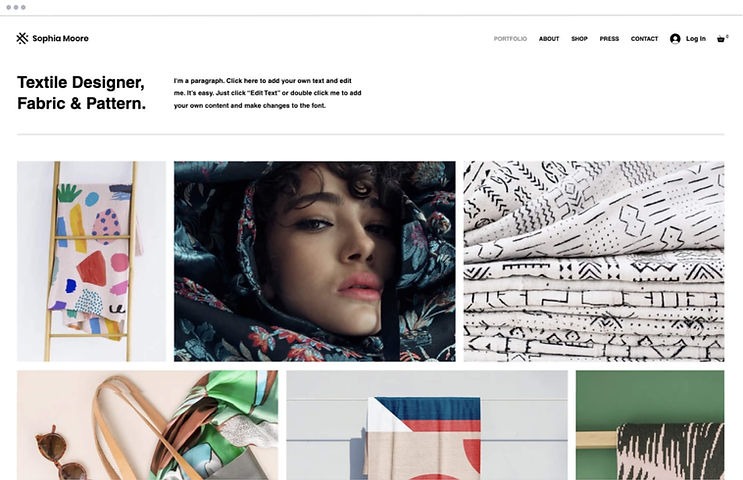 Sophia Moore
PORTFOLIO ABOUT SHOP PRESS CONTACT Log In 0
Textile Designer,
Fabric & Pattern.
I'm a paragraph. Click here to add your own text and edit
me. It's easy. Just click “Edit Text” or double click me to add
your own content and make changes to the font.